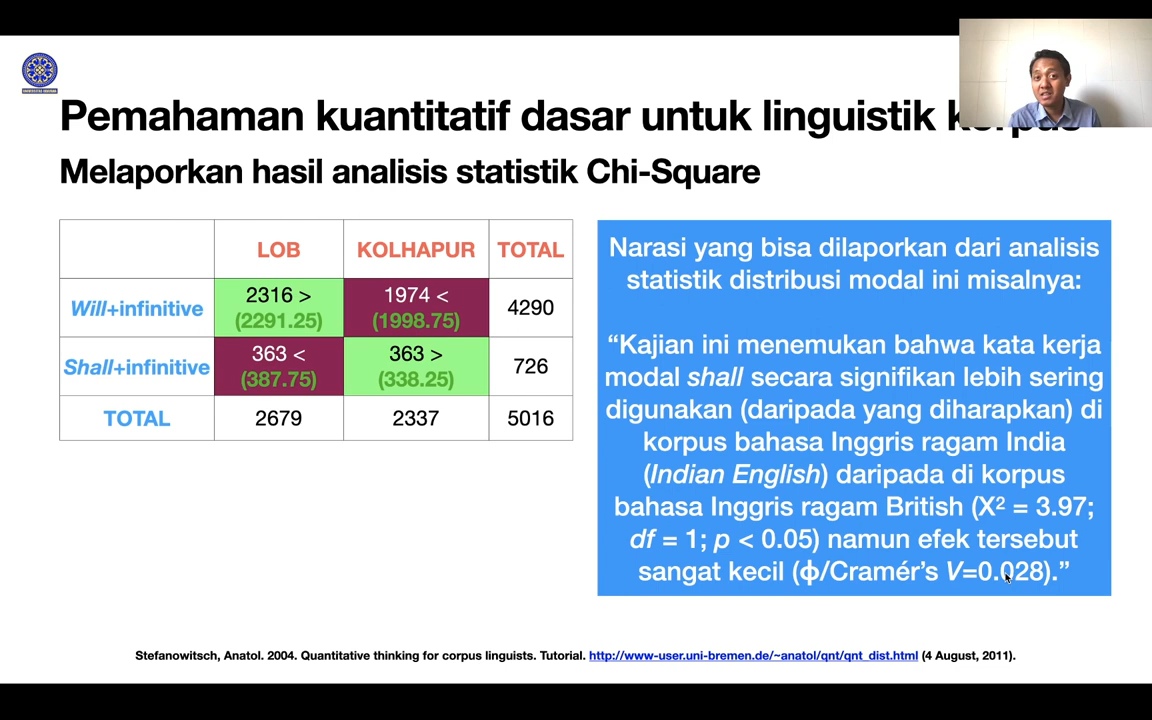 Pemahaman kuantitatif dasar untuk linguistik korpus
Melaporkan hasil analisis statistik Chi-Square
LOB KOLHAPUR TOTAL
Will+infinitive 2316 > (2291.25) 1974 < (1998.75) 4290
Shall+infinitive 363 < (387.75) 363 > (338.25) 726
TOTAL 2679 2337 5016
Narasi yang bisa dilaporkan dari analisis
statistik distribusi modal ini misalnya:
“Kajian ini menemukan bahwa kata kerja
modal shall secara signifikan lebih sering
digunakan (daripada yang diharapkan) di
korpus bahasa Inggris ragam India
(Indian English) daripada di korpus
bahasa Inggris ragam British (X² = 3.97;
df = 1; p < 0.05) namun efek tersebut
sangat kecil (ϕ/Cramér’s V=0.028).”
Stefanowitsch, Anatol. 2004. Quantitative thinking for corpus linguists. Tutorial. http://www-user.uni-bremen.de/~anatol/qnt/qnt_dist.html (4 August, 2011).